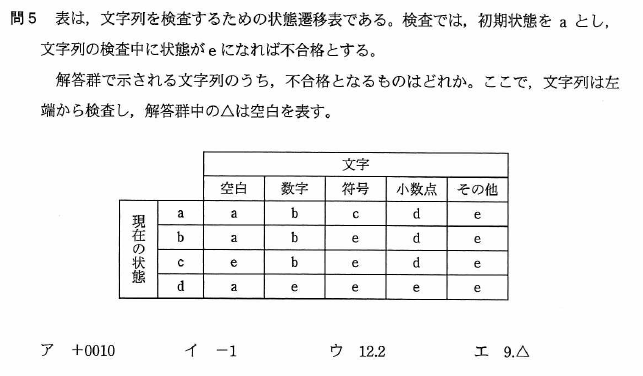 問5 表は，文字列を検査するための状態遷移表である。検査では，初期状態を a とし，
文字列の検査中に状態が e になれば不合格とする。
解答群で示される文字列のうち，不合格となるものはどれか。ここで，文字列は左
端から検査し，解答群中の△は空白を表す。
文字
空白 数字 符号 小数点 その他
現在の状態
a a b c d e
b a b e d e
c e b e d e
d a e e e e
ア +0010 イ －1 ウ 12.2 エ 9.△